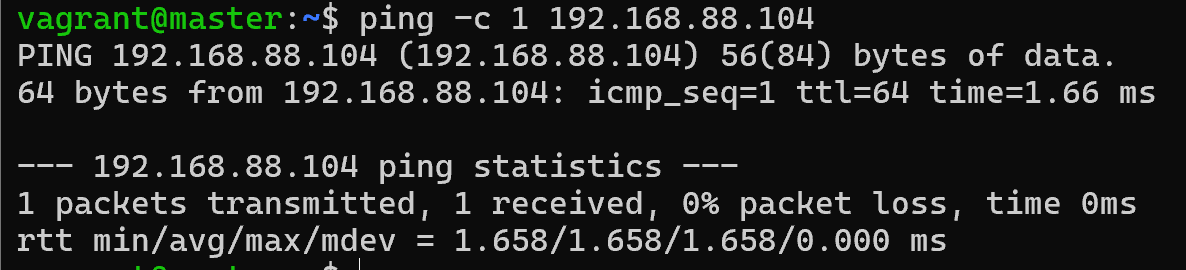 vagrant@master:~$ ping -c 1 192.168.88.104
PING 192.168.88.104 (192.168.88.104) 56(84) bytes of data.
64 bytes from 192.168.88.104: icmp_seq=1 ttl=64 time=1.66 ms
--- 192.168.88.104 ping statistics ---
1 packets transmitted, 1 received, 0% packet loss, time 0ms
rtt min/avg/max/mdev = 1.658/1.658/1.658/0.000 ms